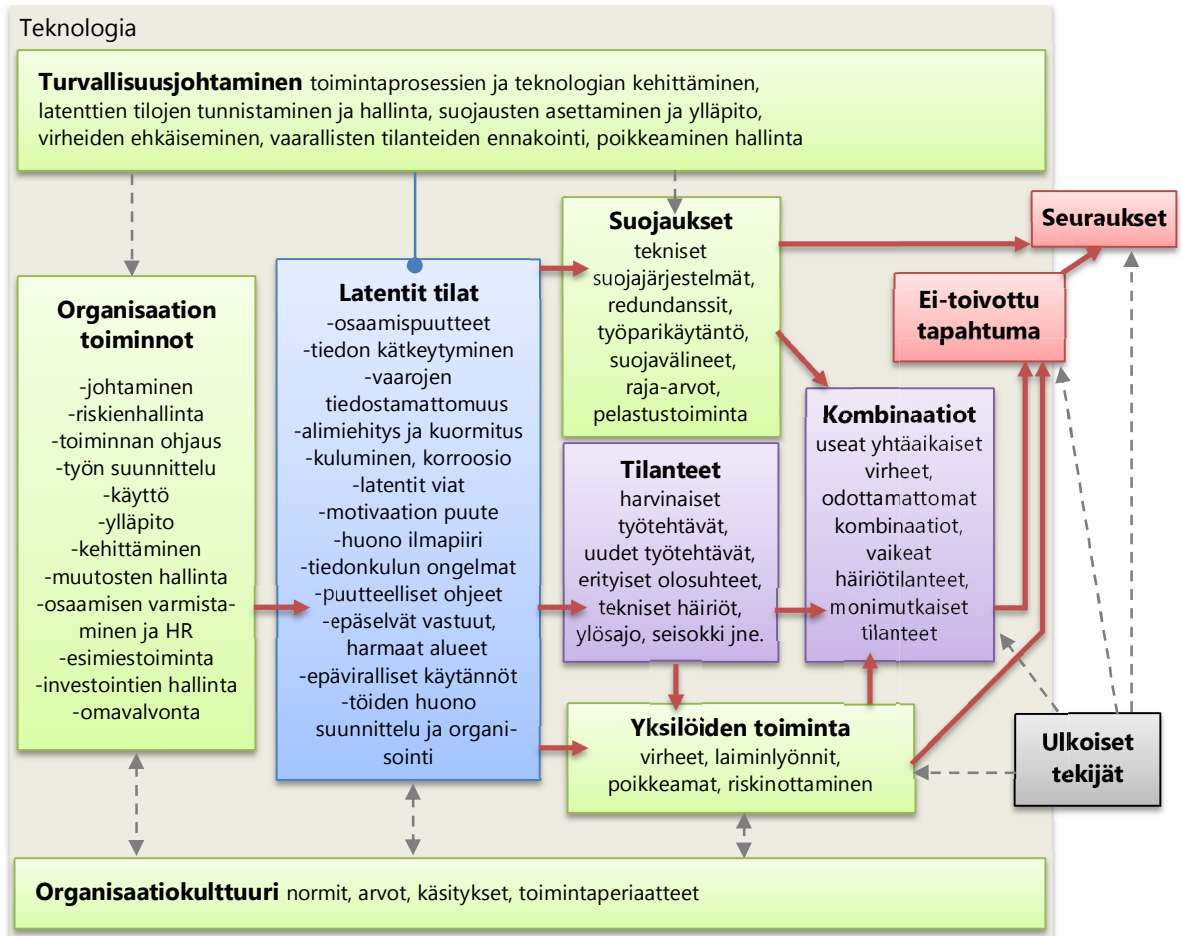 Teknologia
Turvallisuusjohtaminen toimintaprosessien ja teknologian kehittäminen,
latenttien tilojen tunnistaminen ja hallinta, suojausten asettaminen ja ylläpito,
virheiden ehkäiseminen, vaarallisten tilanteiden ennakointi, poikkeaminen hallinta
Organisaation
toiminnot
-johtaminen
-riskienhallinta
-toiminnan ohjaus
-työn suunnittelu
-käyttö
-ylläpito
-kehittäminen
-muutosten hallinta
-osaamisen varmista-
minen ja HR
-esimiestoiminta
-investointien hallinta
-omavalvonta
Latentit tilat
-osaamispuutteet
-tiedon kätkeytyminen
-vaarojen
tiedostamattomuus
-alimiehitys ja kuormitus
-kuluminen, korroosio
-latentit viat
-motivaation puute
-huono ilmapiiri
-tiedonkulun ongelmat
-puutteelliset ohjeet
-epäselvät vastuut,
harmaat alueet
-epäviralliset käytännöt
-töiden huono
suunnittelu ja organi-
sointi
Suojaukset
tekniset
suojajärjestelmät,
redundanssit,
työparikäytäntö,
suojavälineet,
raja-arvot,
pelastustoiminta
Tilanteet
harvinaiset
työtehtävät,
uudet työtehtävät,
erityiset olosuhteet,
tekniset häiriöt,
ylösajo, seisokki jne.
Yksilöiden toiminta
virheet, laiminlyönnit,
poikkeamat, riskinottaminen
Kombinaatiot
useat yhtäaikaiset
virheet,
odottamattomat
kombinaatiot,
vaikeat
häiriötilanteet,
monimutkaiset
tilanteet
Seuraukset
Ei-toivottu
tapahtuma
Ulkoiset
tekijät
Organisaatiokulttuuri normit, arvot, käsitykset, toimintaperiaatteet